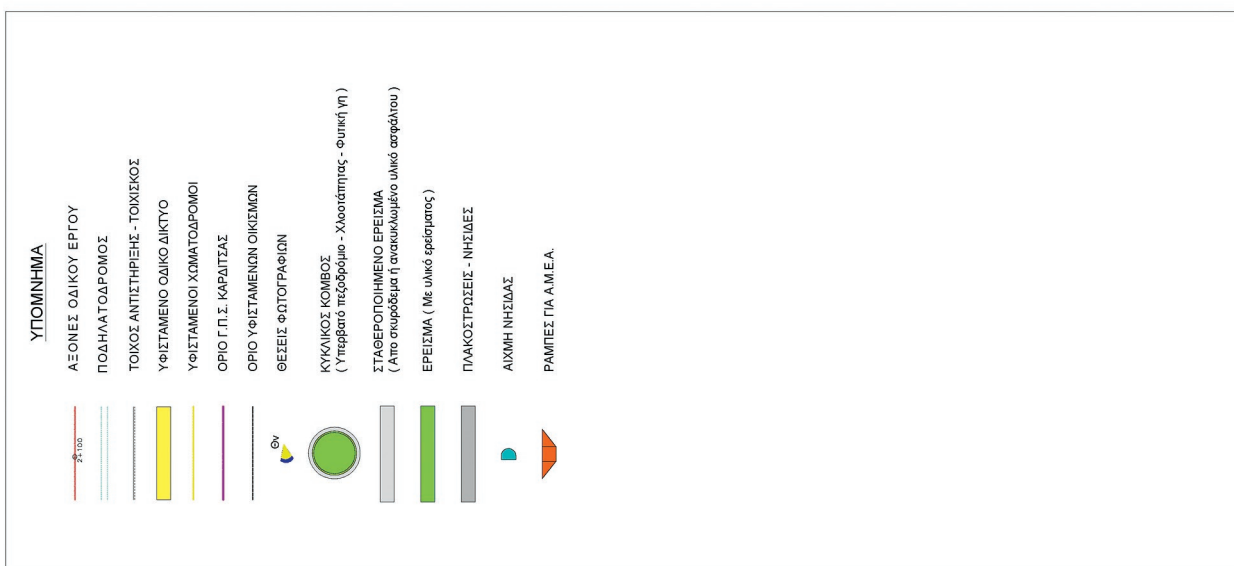 ΥΠΟΜΝΗΜΑ
2+100
ΑΞΟΝΕΣ ΟΔΙΚΟΥ ΕΡΓΟΥ
ΠΟΔΗΛΑΤΟΔΡΟΜΟΣ
ΤΟΙΧΟΣ ΑΝΤΙΣΤΗΡΙΞΗΣ - ΤΟΙΧΙΣΚΟΣ
ΥΦΙΣΤΑΜΕΝΟ ΟΔΙΚΟ ΔΙΚΤΥΟ
ΥΦΙΣΤΑΜΕΝΟΙ ΧΩΜΑΤΟΔΡΟΜΟΙ
ΟΡΙΟ Γ.Π.Σ. ΚΑΡΔΙΤΣΑΣ
ΟΡΙΟ ΥΦΙΣΤΑΜΕΝΩΝ ΟΙΚΙΣΜΩΝ
Θν
ΘΕΣΕΙΣ ΦΩΤΟΓΡΑΦΙΩΝ
ΚΥΚΛΙΚΟΣ ΚΟΜΒΟΣ
( Υπερβατό πεζοδρόμιο - Χλοοτάπητας - Φυτική γη )
ΣΤΑΘΕΡΟΠΟΙΗΜΕΝΟ ΕΡΕΙΣΜΑ
( Απο σκυρόδεμα ή ανακυκλωμένο υλικό ασφάλτου )
ΕΡΕΙΣΜΑ ( Με υλικό ερείσματος )
ΠΛΑΚΟΣΤΡΩΣΕΙΣ - ΝΗΣΙΔΕΣ
ΑΙΧΜΗ ΝΗΣΙΔΑΣ
ΡΑΜΠΕΣ ΓΙΑ Α.Μ.Ε.Α.